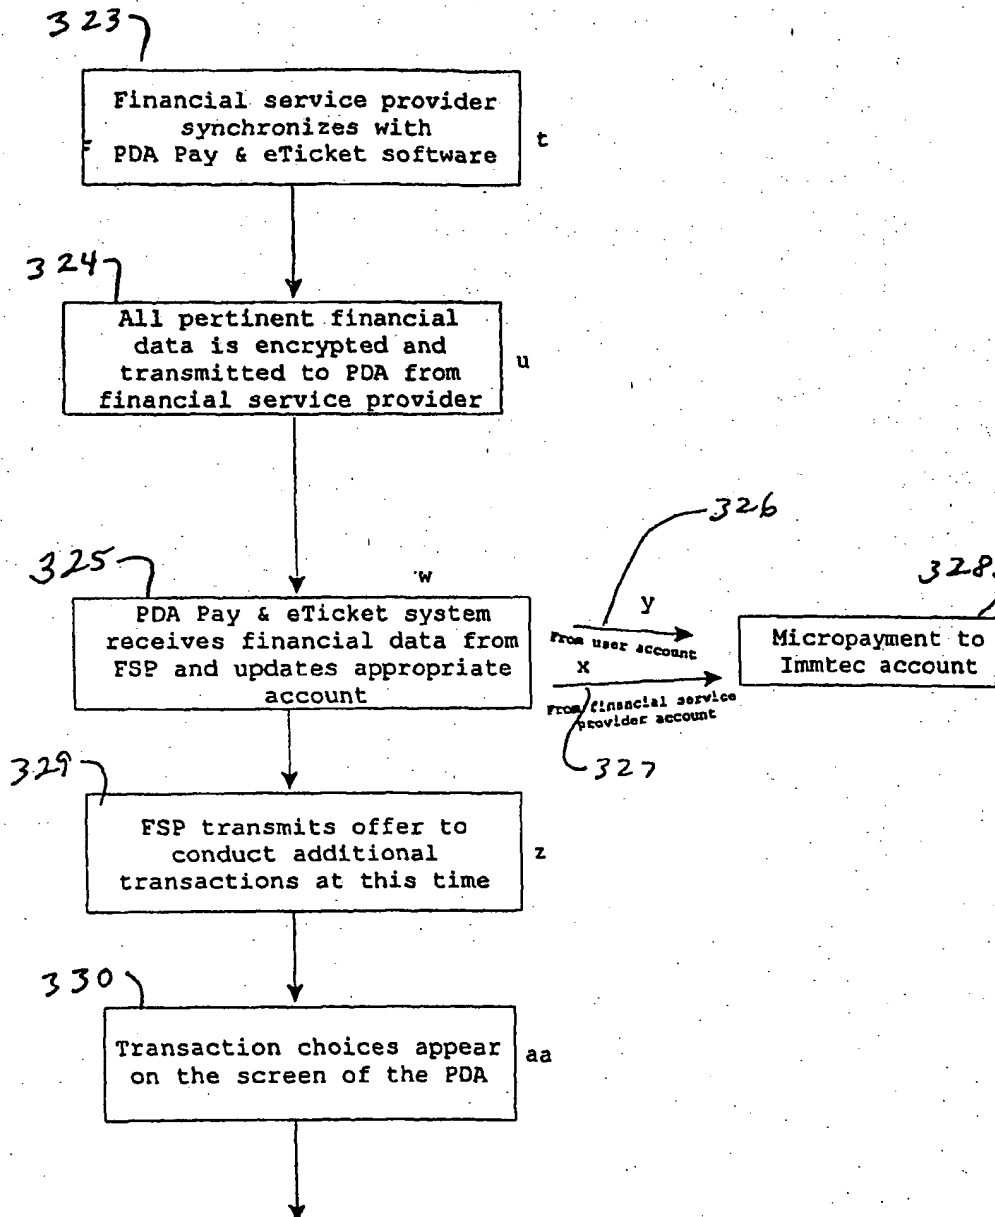 323
Financial service provider
synchronizes with
PDA Pay & eTicket software
t
324
All pertinent financial
data is encrypted and
transmitted to PDA from
financial service provider
u
325
w
PDA Pay & eTicket system
receives financial data from
FSP and updates appropriate
account
326
y
From user account
x
From financial service
provider account
327
328
Micropayment to
Immtec account
329
FSP transmits offer to
conduct additional
transactions at this time
z
330
Transaction choices appear
on the screen of the PDA
aa